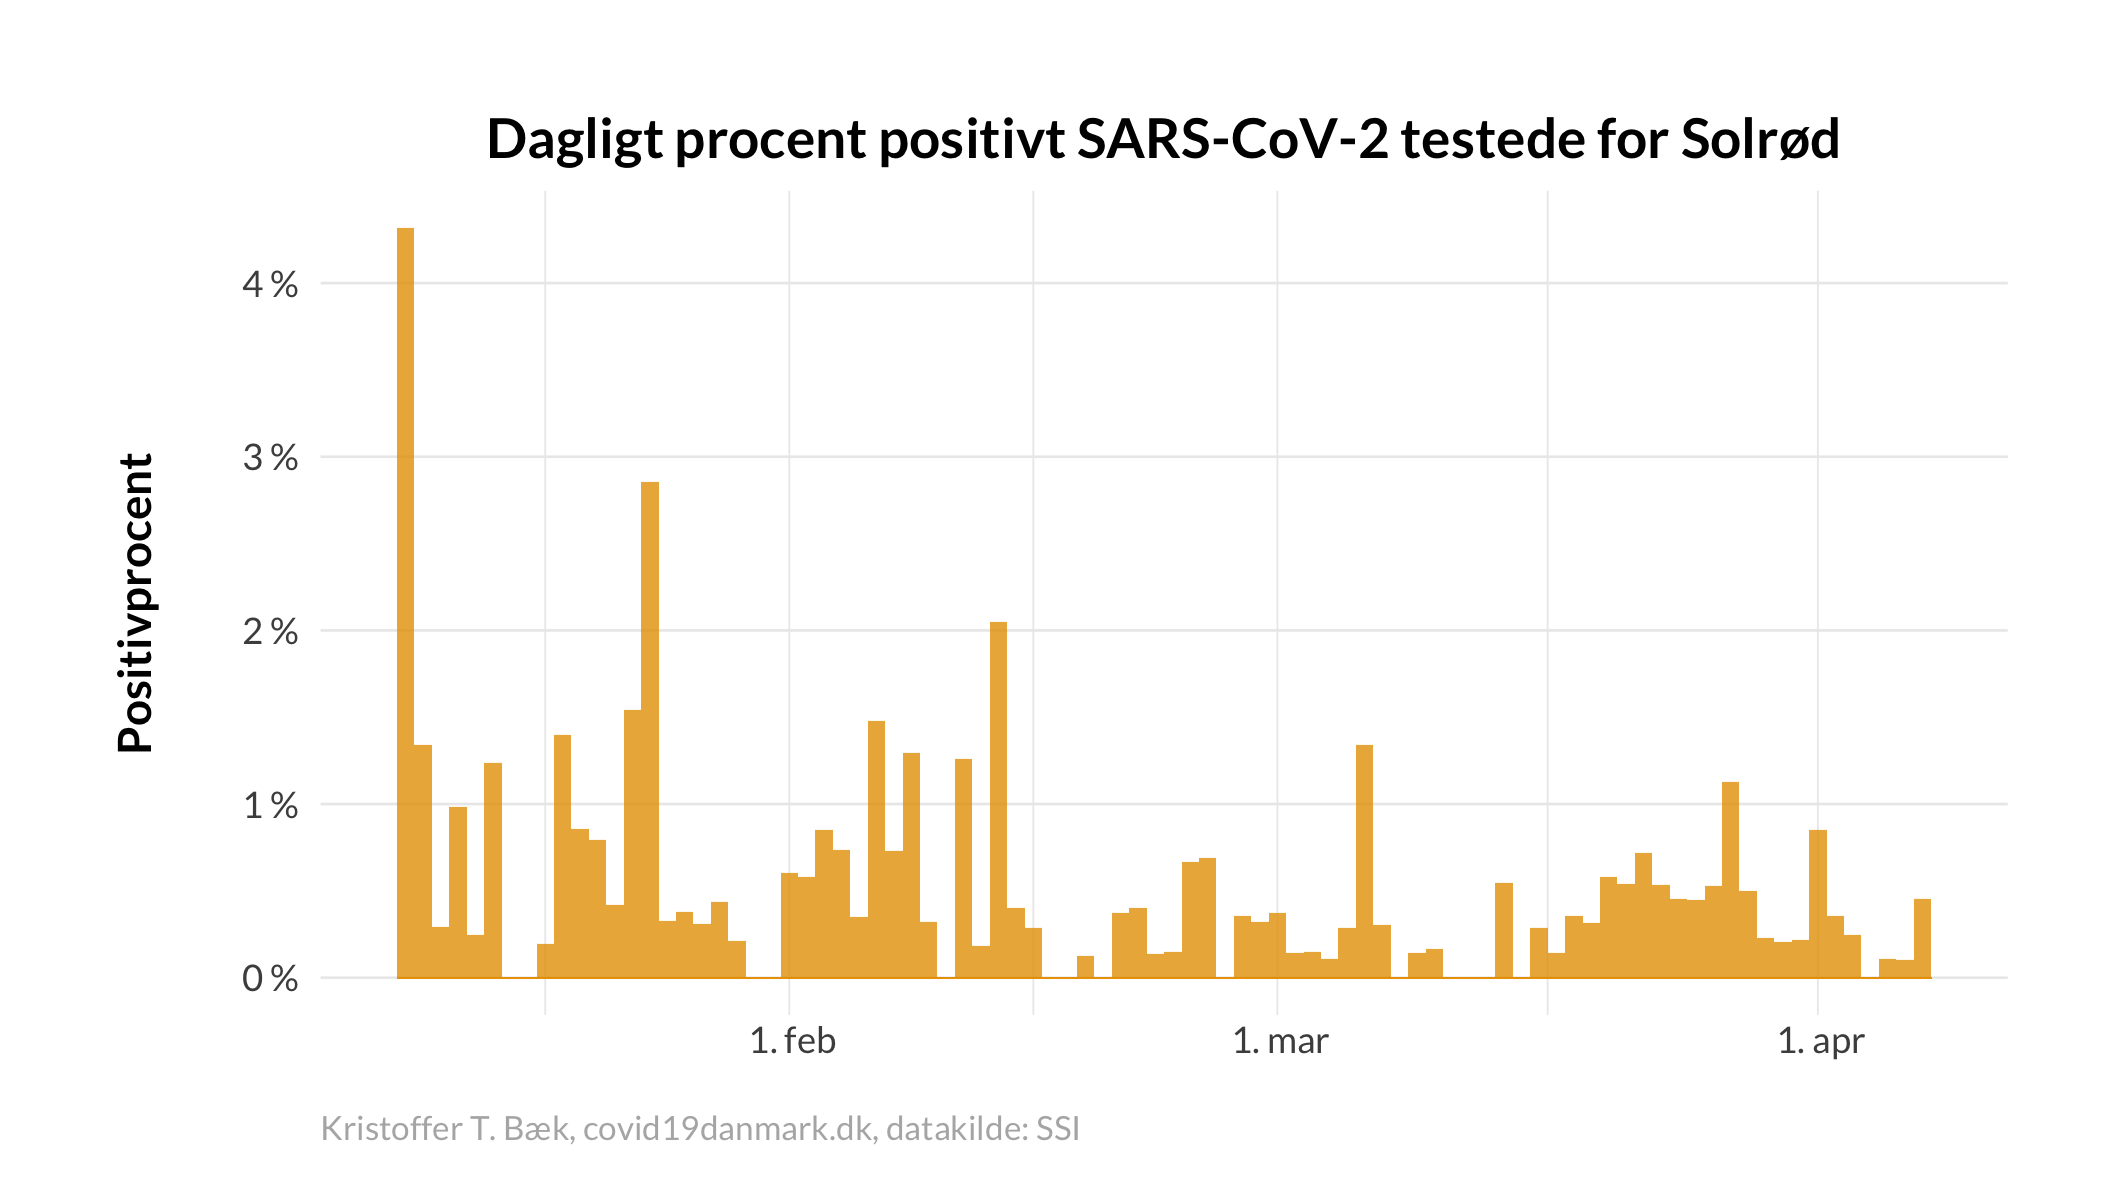 Dagligt procent positivt SARS-CoV-2 testede for Solrød
Positivprocent
4 %
3 %
2 %
1 %
0 %
1. feb
1. mar
1. apr
Kristoffer T. Bæk, covid19danmark.dk, datakilde: SSI